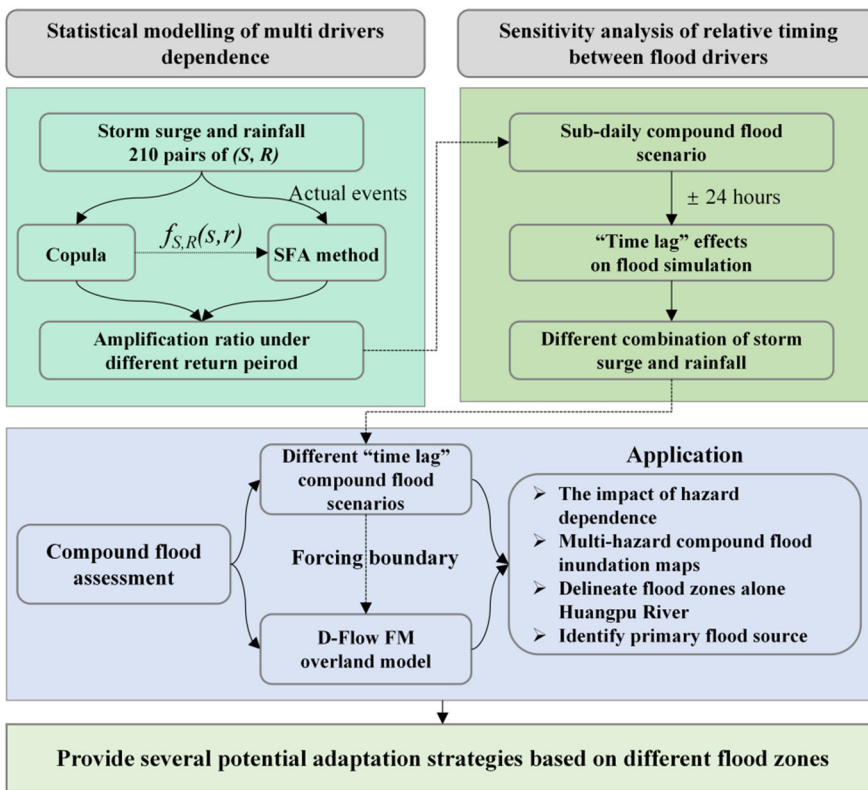 Statistical modelling of multi drivers
dependence
Storm surge and rainfall
210 pairs of (S, R)
Actual events
Copula
f_{S,R}(s,r)
SFA method
Amplification ratio under
different return peirod
Sensitivity analysis of relative timing
between flood drivers
Sub-daily compound flood
scenario
± 24 hours
“Time lag” effects
on flood simulation
Different combination of storm
surge and rainfall
Compound flood
assessment
Different “time lag”
compound flood
scenarios
Forcing boundary
D-Flow FM
overland model
Application
➢ The impact of hazard
dependence
➢ Multi-hazard compound flood
inundation maps
➢ Delineate flood zones alone
Huangpu River
➢ Identify primary flood source
Provide several potential adaptation strategies based on different flood zones